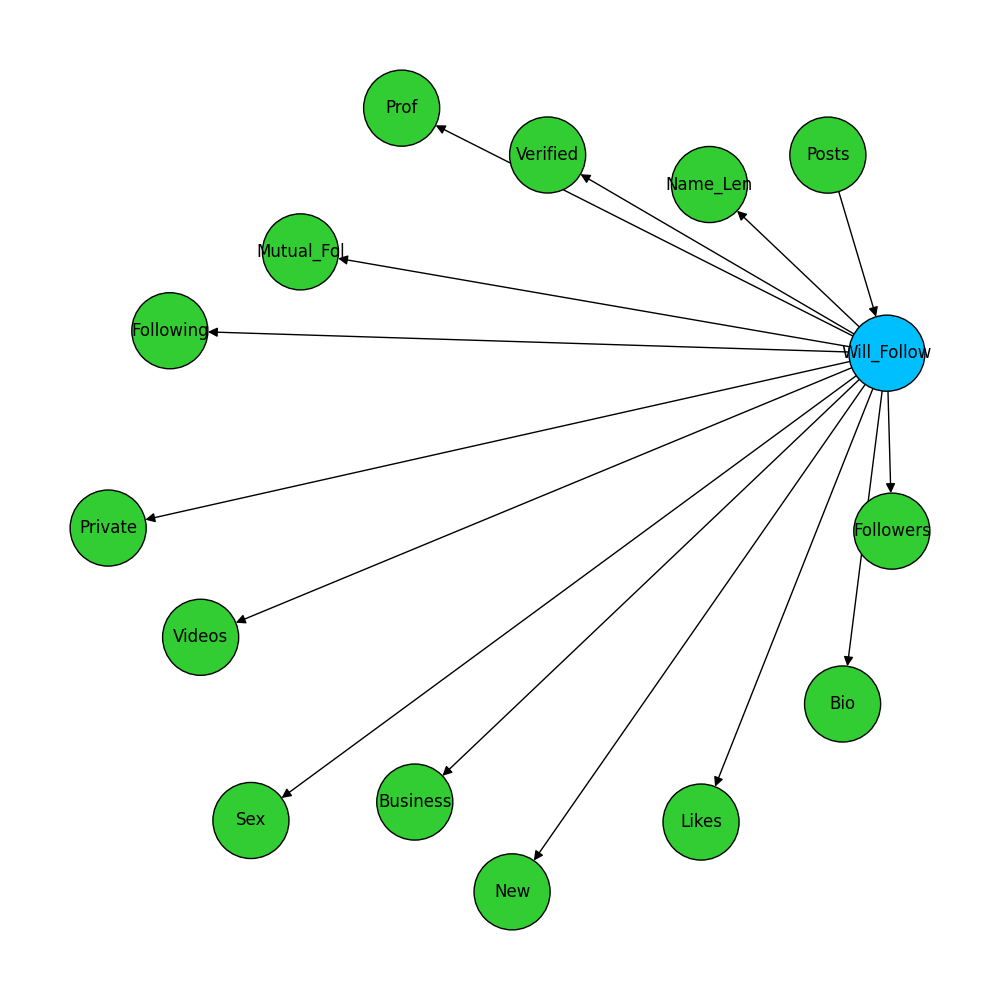 Prof
Verified
Posts
Name_Len
Mutual_Fol
Following
Will_Follow
Private
Followers
Videos
Bio
Business
Sex
Likes
New